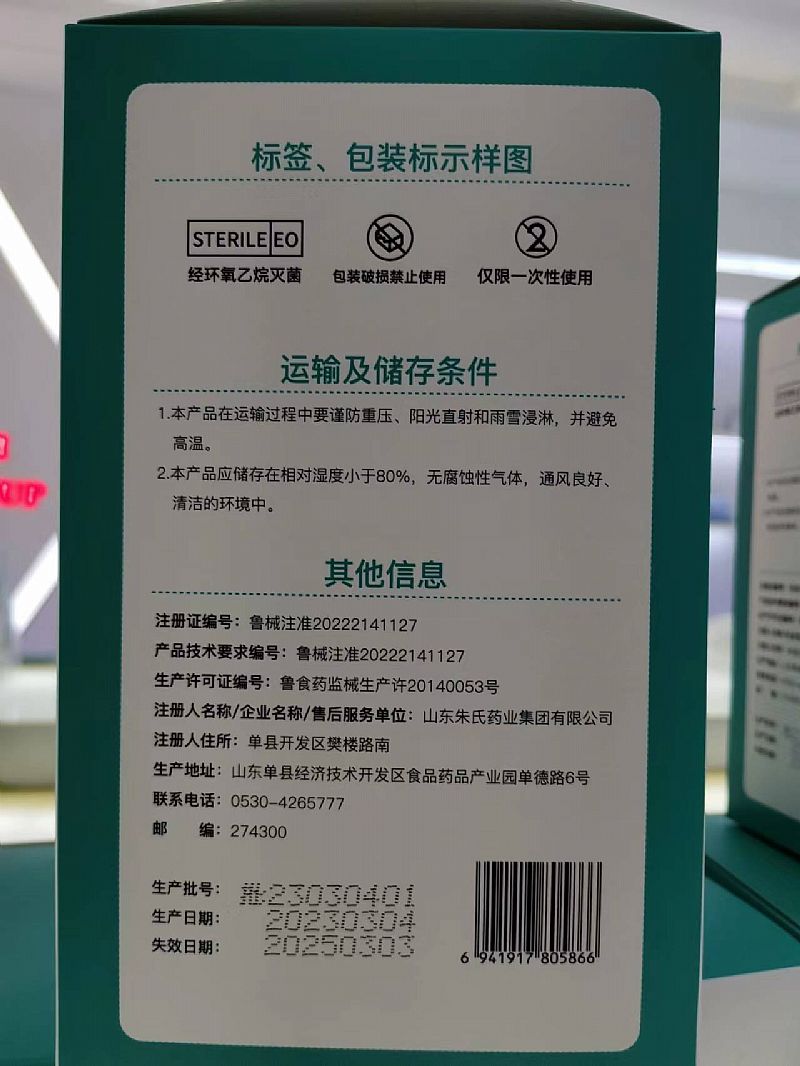 标签、包装标示样图
STERILE EO
经环氧乙烷灭菌
包装破损禁止使用
2
仅限一次性使用
运输及储存条件
1.本产品在运输过程中要谨防重压、阳光直射和雨雪浸淋，并避免
高温。
2.本产品应储存在相对湿度小于80%，无腐蚀性气体，通风良好、
清洁的环境中。
其他信息
注册证编号：鲁械注准20222141127
产品技术要求编号：鲁械注准20222141127
生产许可证编号：鲁食药监械生产许20140053号
注册人名称/企业名称/售后服务单位：山东朱氏药业集团有限公司
注册人住所：单县开发区樊楼路南
生产地址：山东单县经济技术开发区食品药品产业园单德路6号
联系电话：0530-4265777
邮 编：274300
生产批号：批23030401
生产日期：20230304
失效日期：20250303
6 941917 805866